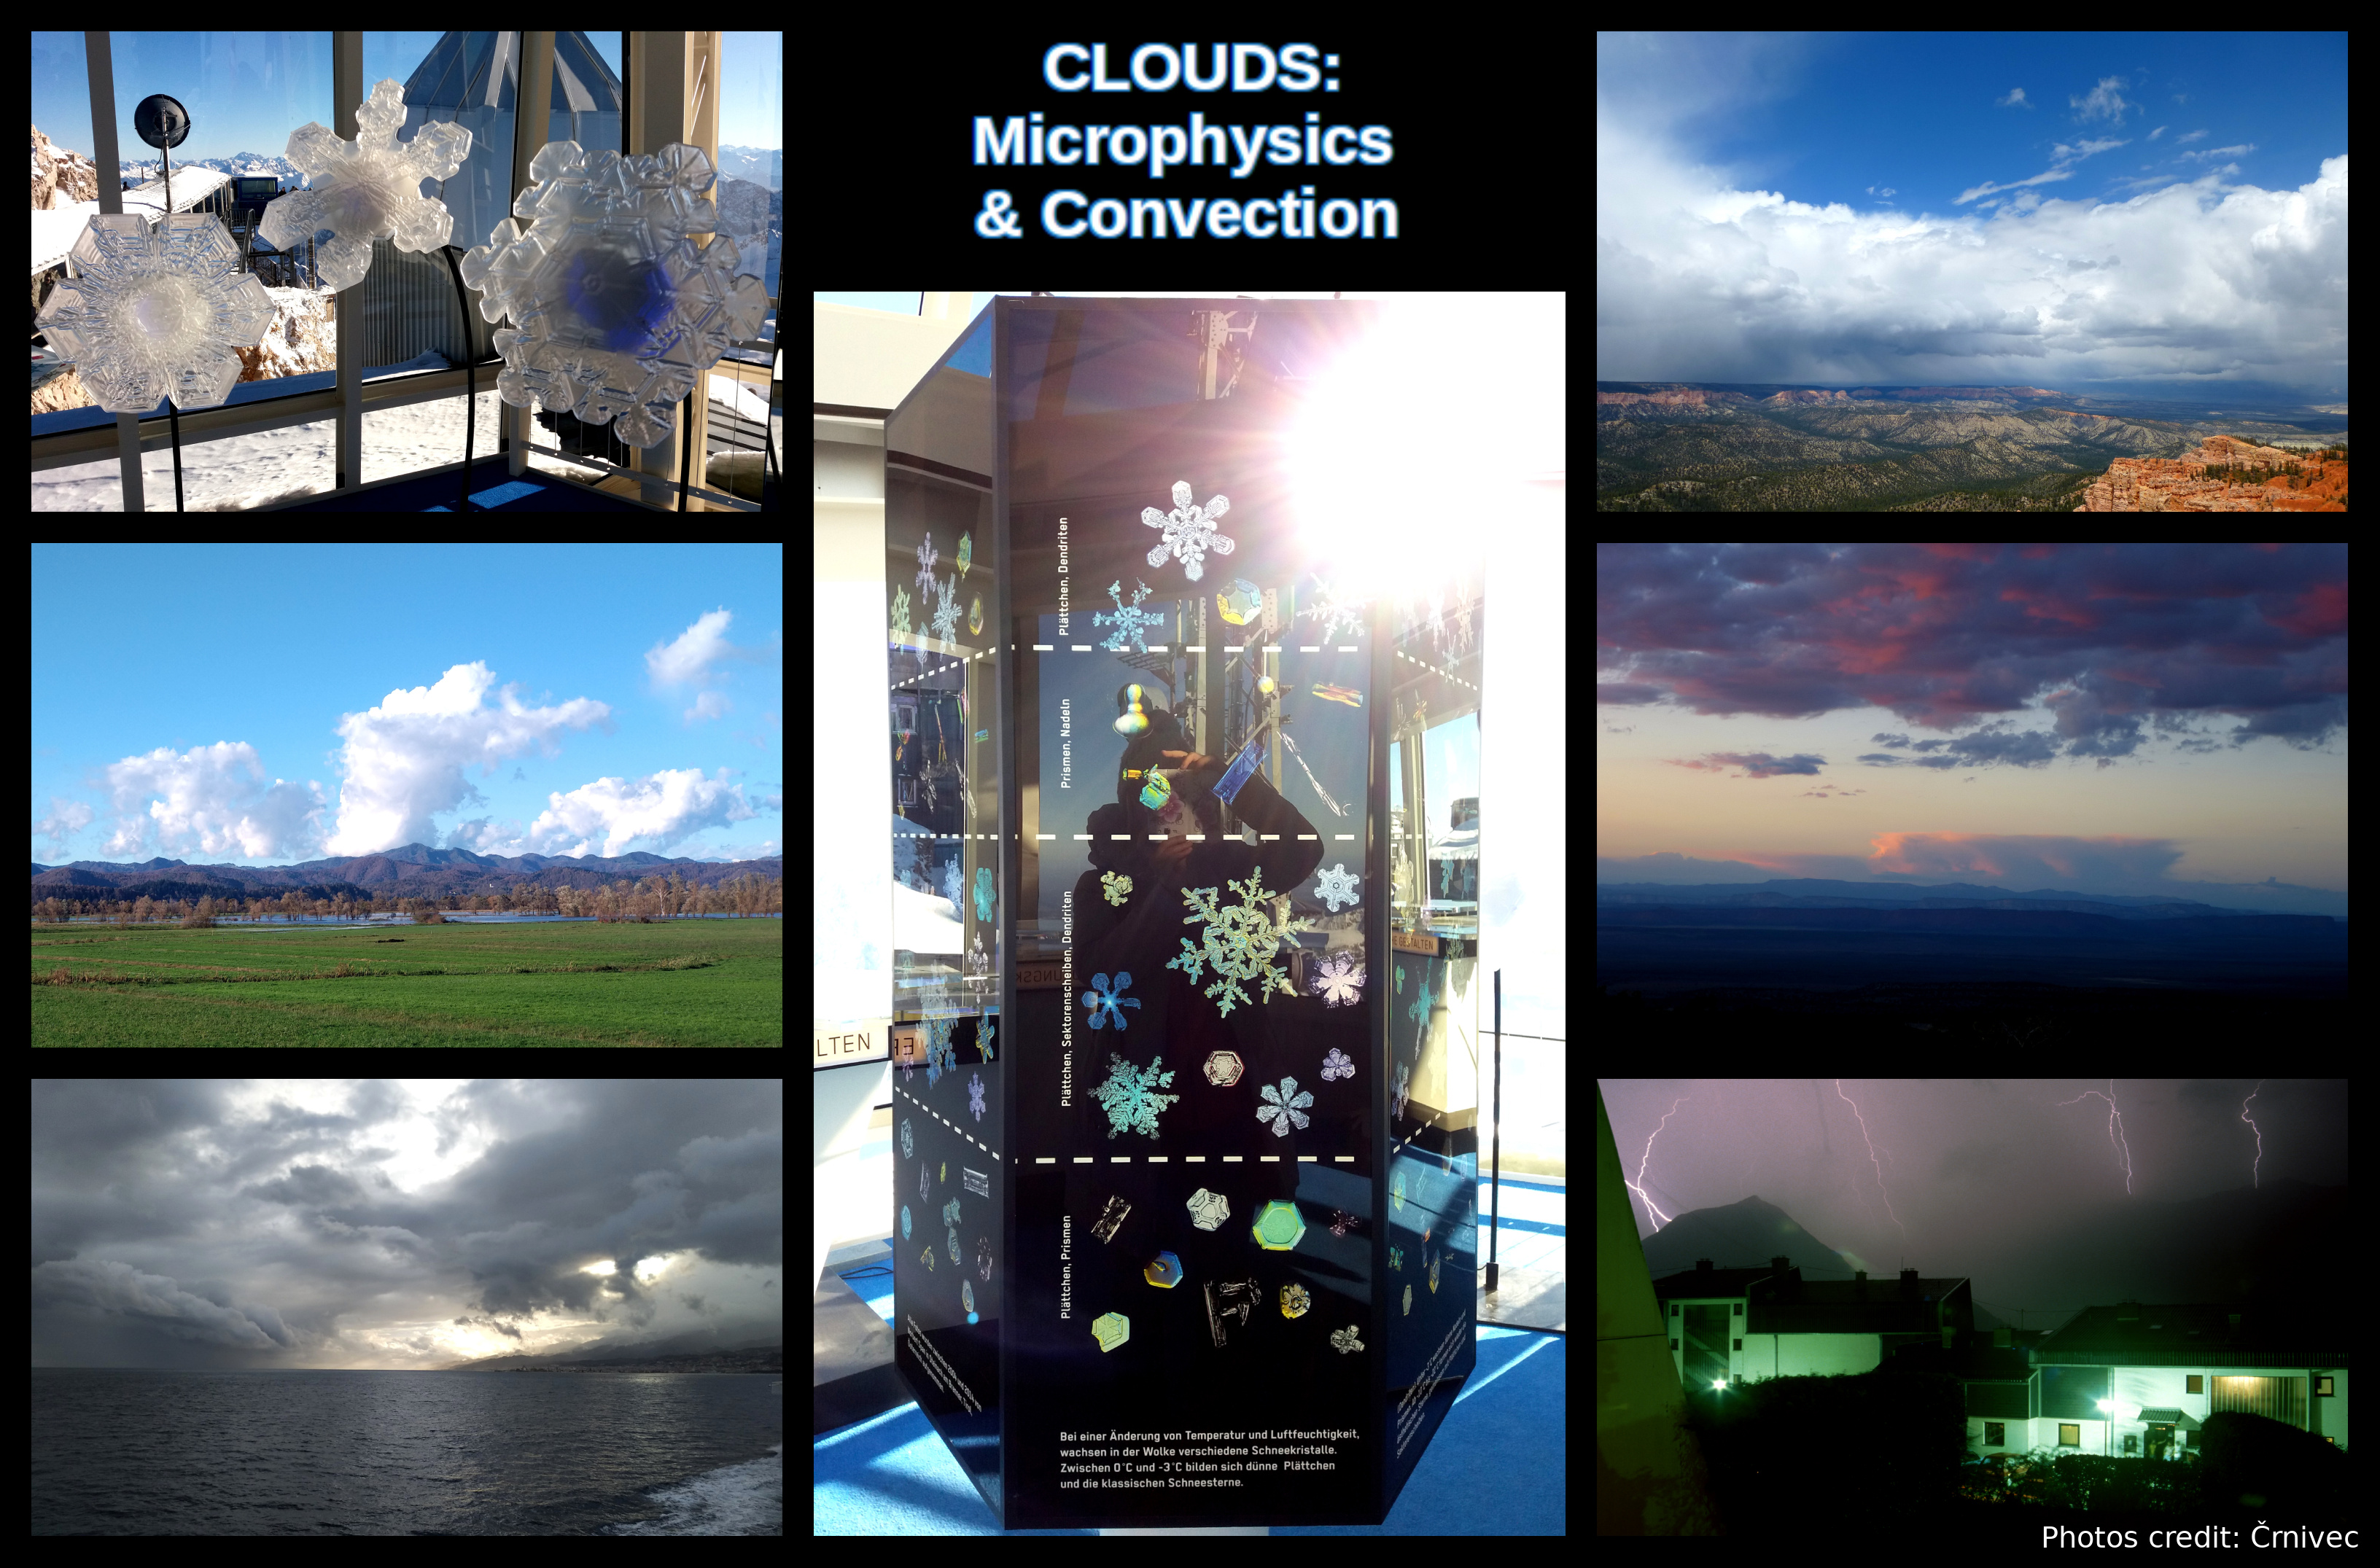 CLOUDS:
Microphysics
& Convection
Plättchen, Dendriten
Prismen, Nadeln
Plättchen, Sektorenscheiben, Dendriten
Plättchen, Prismen
LTEN
GESTALTEN
Bei einer Änderung von Temperatur und Luftfeuchtigkeit,
wachsen in der Wolke verschiedene Schneekristalle.
Zwischen 0°C und -3°C bilden sich dünne Plättchen
und die klassischen Schneesterne.
Photos credit: Črnivec